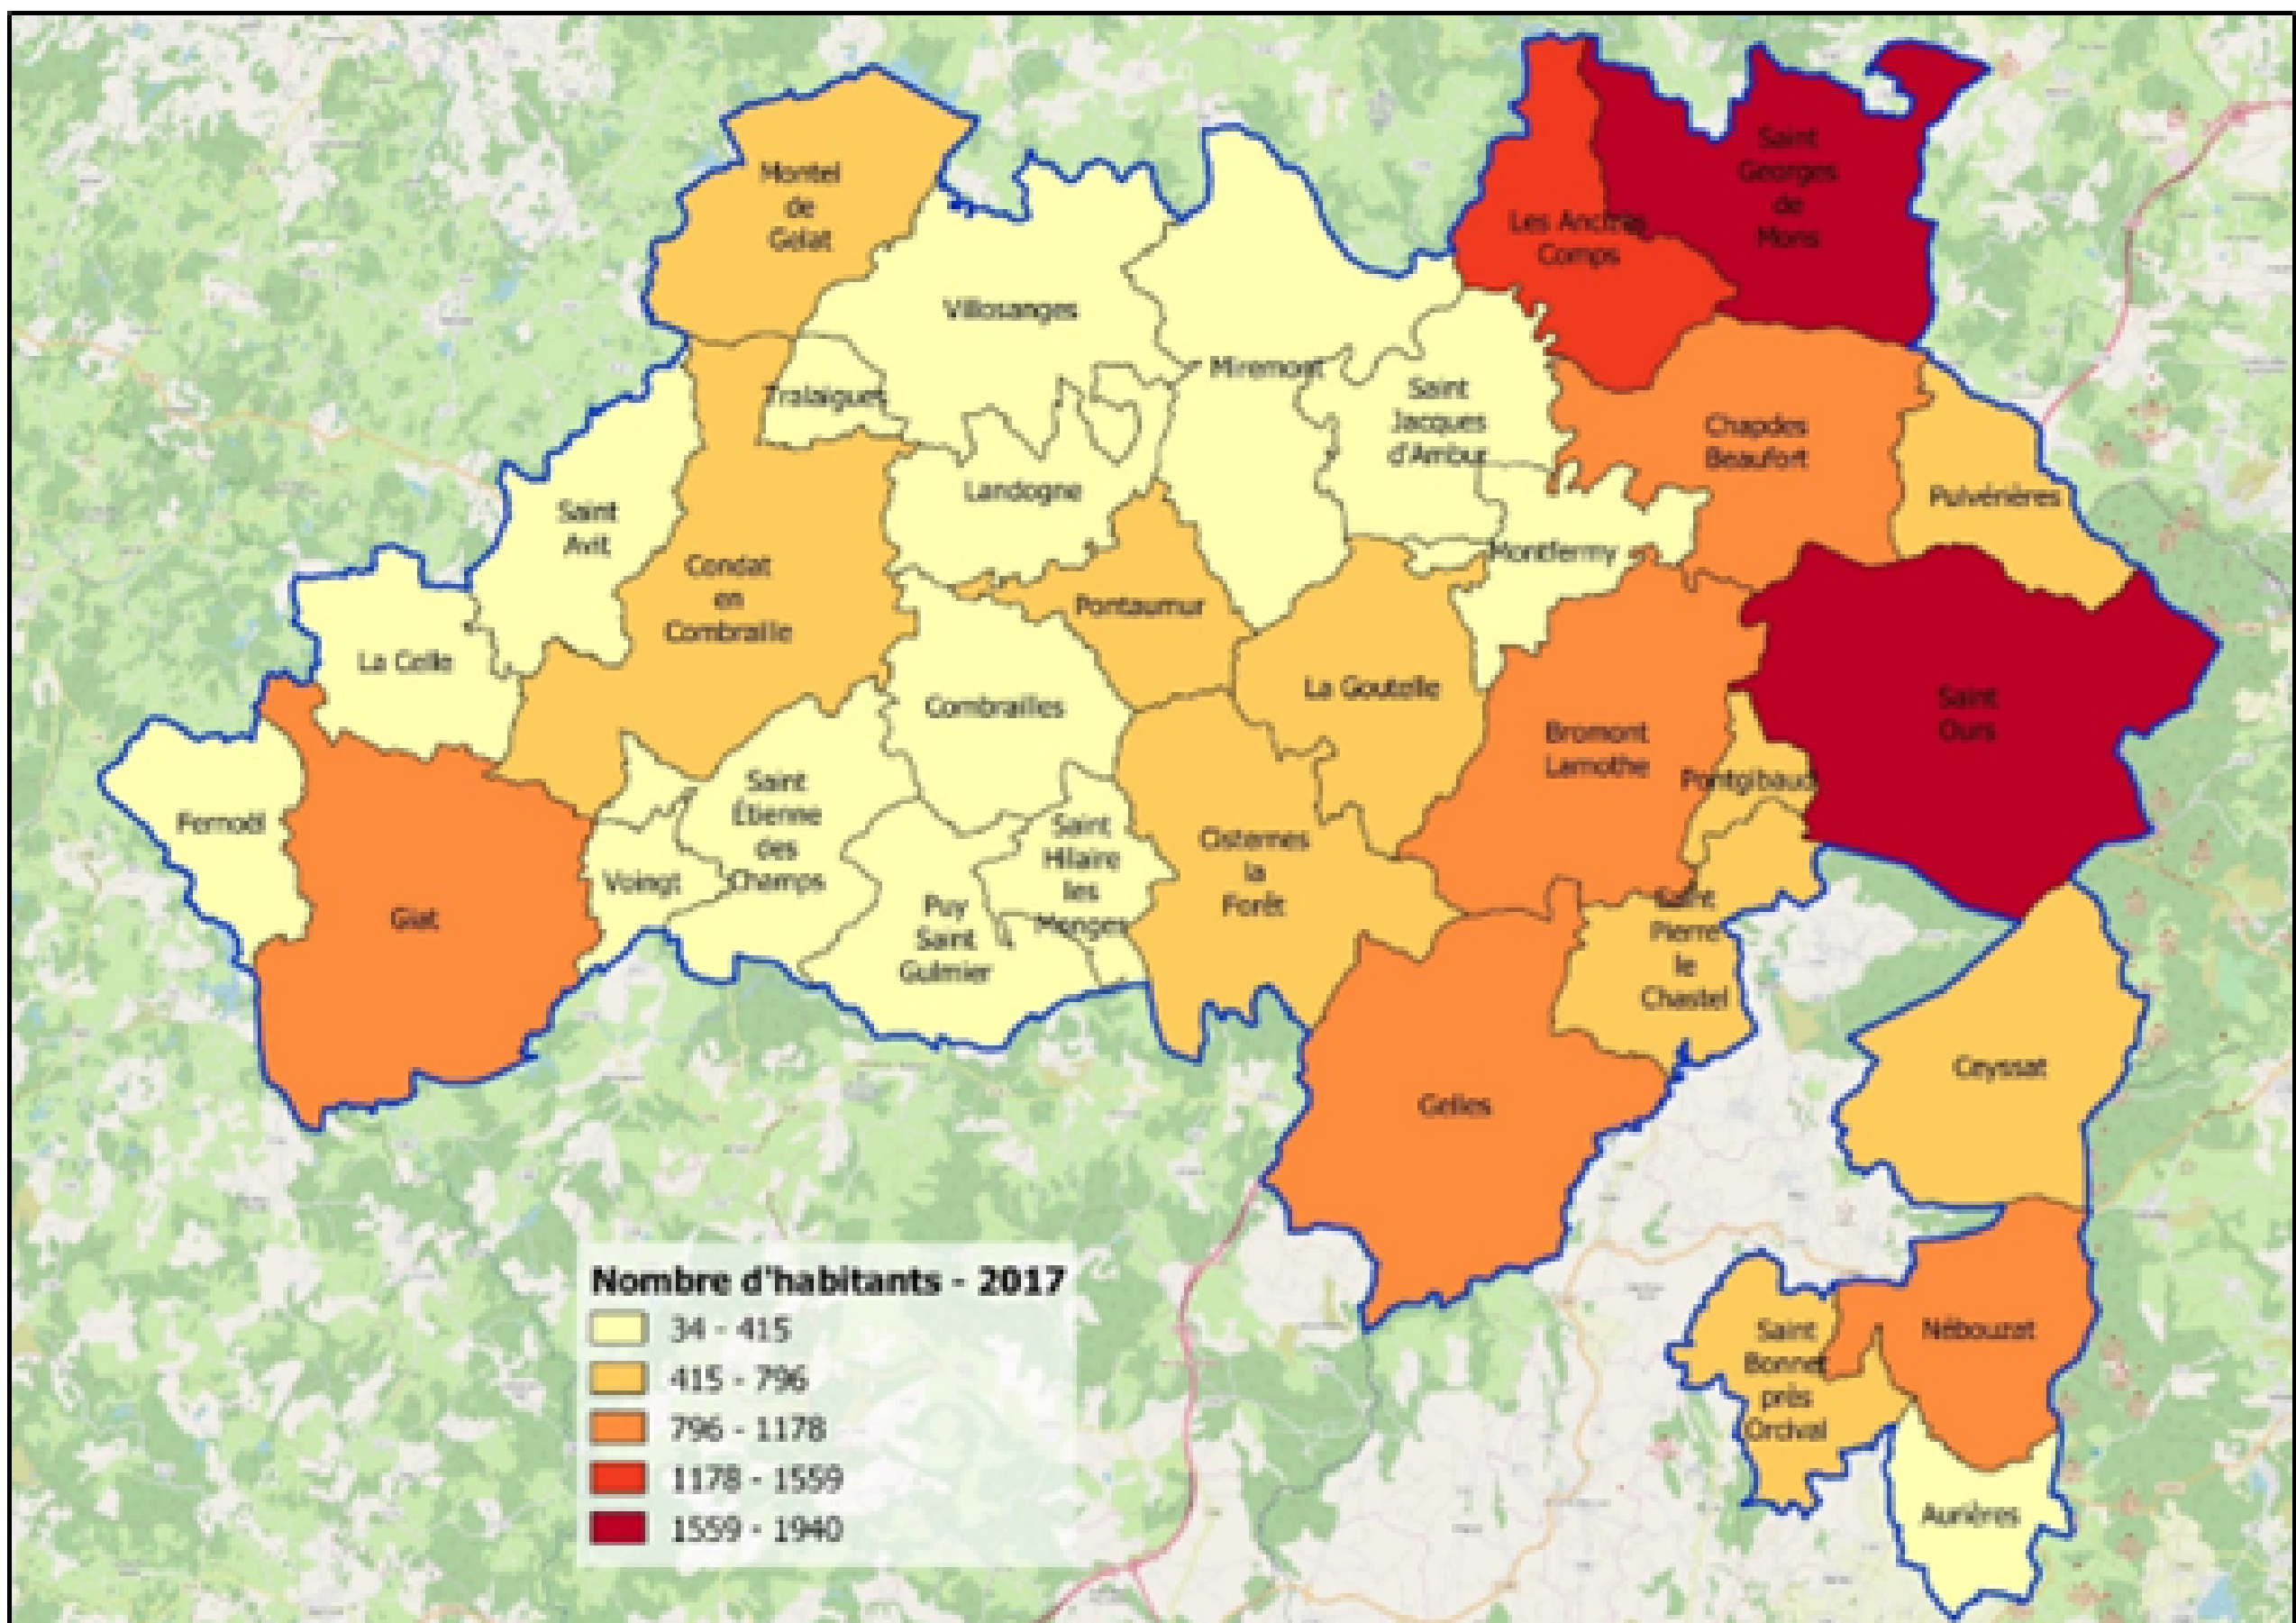 Montel
de
Gelat
Saint
Georges
de
Mons
Les Ancizes
Comps
Villosanges
Miremont
Tralaigues
Saint
Jacques
d'Ambur
Chapdes
Beaufort
Landogne
Pulvérières
Saint
Avit
Montfermy
Condat
en
Combraille
Pontaumur
La Celle
La Goutelle
Saint
Ours
Combrailles
Bromont
Lamothe
Pontgibaud
Saint
Étienne
des
Champs
Fernoël
Saint
Hilaire
les
Monges
Cisternes
la
Forêt
Voingt
Giat
Puy
Saint
Gulmier
Saint
Pierre
le
Chastel
Ceyssat
Gelles
Nébouzat
Saint
Bonnet
près
Orcival
Aurières
Nombre d'habitants - 2017
34 - 415
415 - 796
796 - 1178
1178 - 1559
1559 - 1940